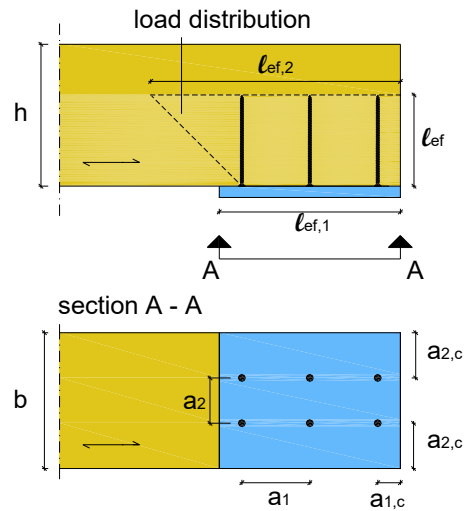 load distribution
ℓef,2
h
ℓef
ℓef,1
A
A
section A - A
b
a2
a2,c
a2,c
a1
a1,c